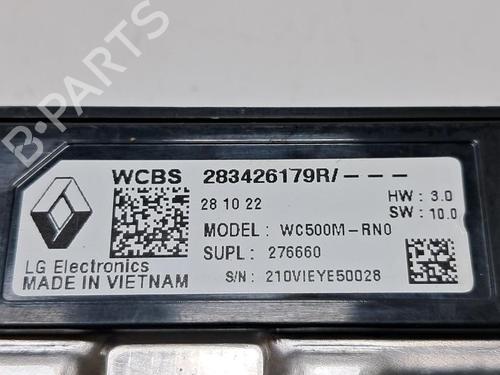 B-PARTS
WCBS 283426179R/---
28 10 22
HW : 3.0
SW : 10.0
MODEL : WC500M-RN0
SUPL : 276660
LG Electronics
MADE IN VIETNAM
S/N : 210VIEYE50028